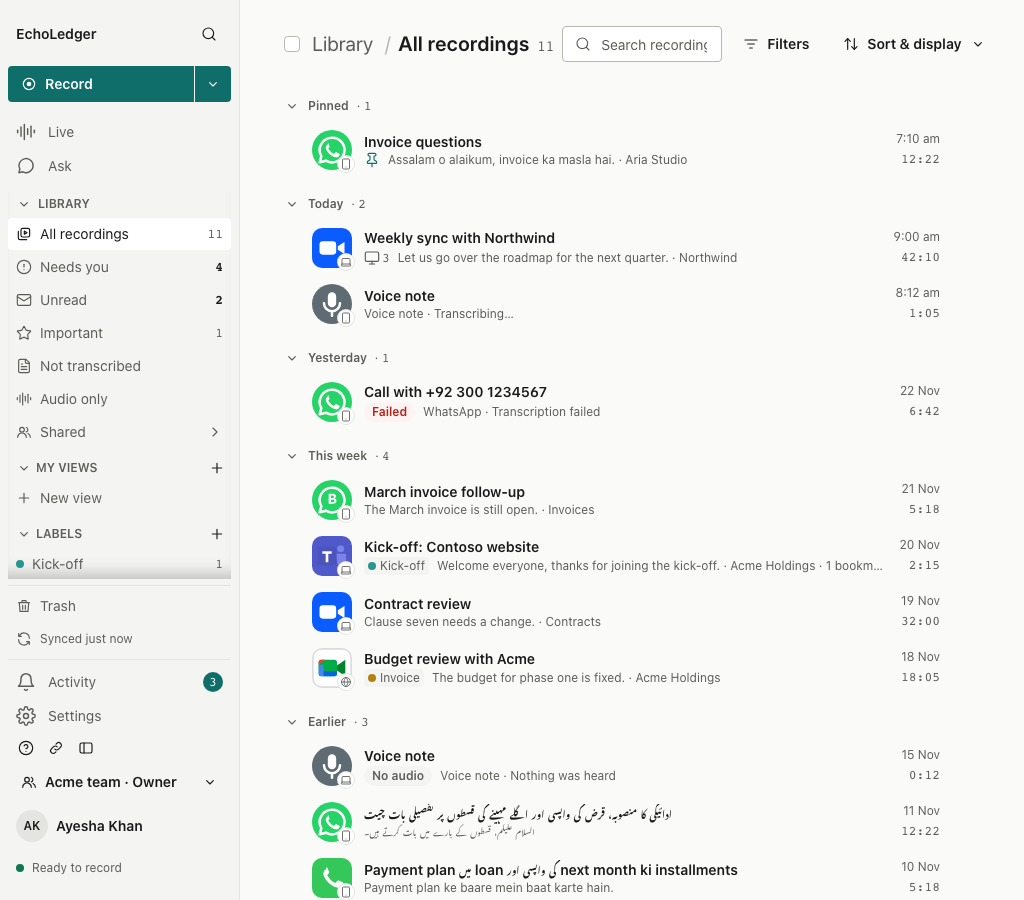 EchoLedger
Record
Live
Ask
LIBRARY
All recordings 11
Needs you 4
Unread 2
Important 1
Not transcribed
Audio only
Shared
MY VIEWS
New view
LABELS
Kick-off 1
Trash
Synced just now
Activity 3
Settings
Acme team · Owner
AK Ayesha Khan
Ready to record
Library / All recordings 11
Search recording
Filters
Sort & display
Pinned · 1
Invoice questions 7:10 am
Assalam o alaikum, invoice ka masla hai. · Aria Studio 12:22
Today · 2
Weekly sync with Northwind 9:00 am
3 Let us go over the roadmap for the next quarter. · Northwind 42:10
Voice note 8:12 am
Voice note · Transcribing… 1:05
Yesterday · 1
Call with +92 300 1234567 22 Nov
Failed WhatsApp · Transcription failed 6:42
This week · 4
B March invoice follow-up 21 Nov
The March invoice is still open. · Invoices 5:18
T Kick-off: Contoso website 20 Nov
Kick-off Welcome everyone, thanks for joining the kick-off. · Acme Holdings · 1 bookm… 2:15
Contract review 19 Nov
Clause seven needs a change. · Contracts 32:00
Budget review with Acme 18 Nov
Invoice The budget for phase one is fixed. · Acme Holdings 18:05
Earlier · 3
Voice note 15 Nov
No audio Voice note · Nothing was heard 0:12
ادائیگی کا منصوبہ، قرض کی واپسی اور اگلے مہینے کی قسطوں پر تفصیلی بات چیت 11 Nov
السلام علیکم، قسطوں کے بارے میں بات کرتے ہیں۔ 12:22
Payment plan میں loan کی واپسی اور next month ki installments 10 Nov
Payment plan ke baare mein baat karte hain. 5:18